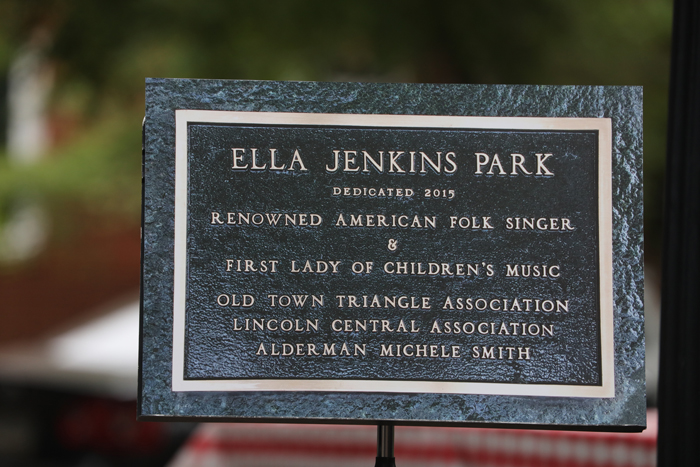 ELLA JENKINS PARK
DEDICATED 2015
RENOWNED AMERICAN FOLK SINGER
&
FIRST LADY OF CHILDREN'S MUSIC
OLD TOWN TRIANGLE ASSOCIATION
LINCOLN CENTRAL ASSOCIATION
ALDERMAN MICHELE SMITH